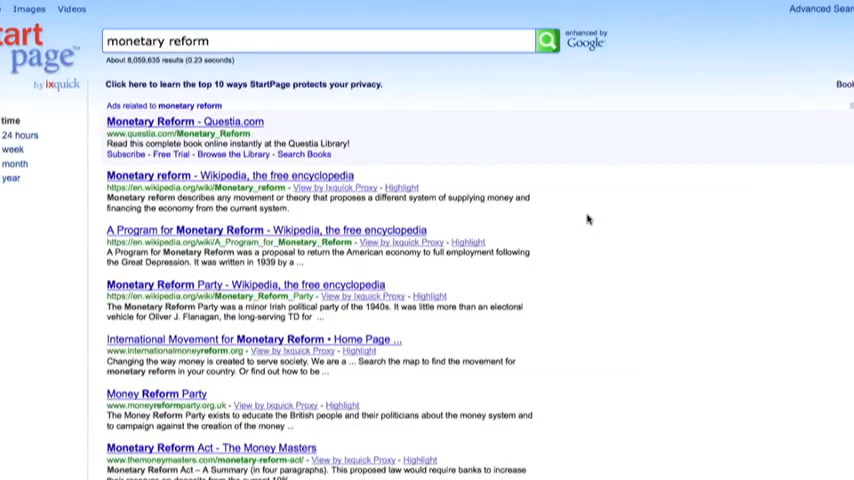 Images Videos Advanced Sear
art
page™
by ixquick
monetary reform
enhanced by
Google™
About 8,059,635 results (0.23 seconds)
Click here to learn the top 10 ways StartPage protects your privacy. Book
Ads related to monetary reform
time
24 hours
week
month
year
Monetary Reform - Questia.com
www.questia.com/Monetary_Reform
Read this complete book online instantly at the Questia Library!
Subscribe - Free Trial - Browse the Library - Search Books
Monetary reform - Wikipedia, the free encyclopedia
https://en.wikipedia.org/wiki/Monetary_reform - View by Ixquick Proxy - Highlight
Monetary reform describes any movement or theory that proposes a different system of supplying money and
financing the economy from the current system.
A Program for Monetary Reform - Wikipedia, the free encyclopedia
https://en.wikipedia.org/wiki/A_Program_for_Monetary_Reform - View by Ixquick Proxy - Highlight
A Program for Monetary Reform was a proposal to return the American economy to full employment following
the Great Depression. It was written in 1939 by a ...
Monetary Reform Party - Wikipedia, the free encyclopedia
https://en.wikipedia.org/wiki/Monetary_Reform_Party - View by Ixquick Proxy - Highlight
The Monetary Reform Party was a minor Irish political party of the 1940s. It was little more than an electoral
vehicle for Oliver J. Flanagan, the long-serving TD for ...
International Movement for Monetary Reform • Home Page ...
www.internationalmoneyreform.org - View by Ixquick Proxy - Highlight
Changing the way money is created to serve society. We are a ... Search the map to find the movement for
monetary reform in your country. Or find out how to be ...
Money Reform Party
www.moneyreformparty.org.uk - View by Ixquick Proxy - Highlight
The Money Reform Party exists to educate the British people and their politicians about the money system and
to campaign against the creation of the money ...
Monetary Reform Act - The Money Masters
www.themoneymasters.com/monetary-reform-act/ - View by Ixquick Proxy - Highlight
Monetary Reform Act – A Summary (in four paragraphs). This proposed law would require banks to increase